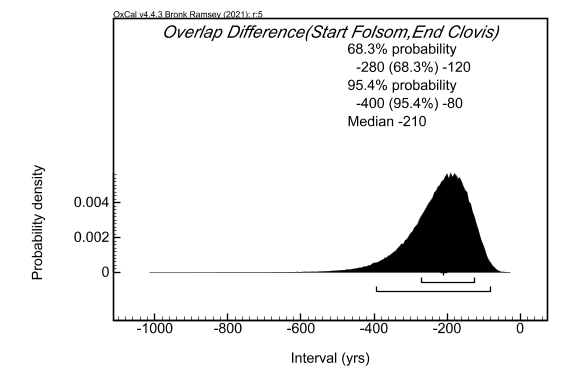 OxCal v4.4.3 Bronk Ramsey (2021); r:5
Overlap Difference(Start Folsom,End Clovis)
68.3% probability
-280 (68.3%) -120
95.4% probability
-400 (95.4%) -80
Median -210
Probability density
0.004
0.002
0
-1000 -800 -600 -400 -200 0
Interval (yrs)